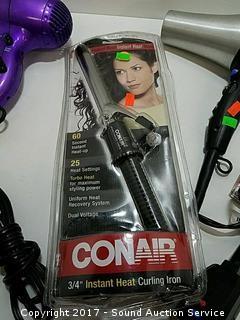 Instant Heat
60
Second
Instant
Heat-up
25
Heat Settings
Turbo Heat
for maximum
styling power
Uniform Heat
Recovery System
Dual Voltage
CONAIR
CONAIR
3/4" Instant Heat Curling Iron
Copyright 2017 - Sound Auction Service